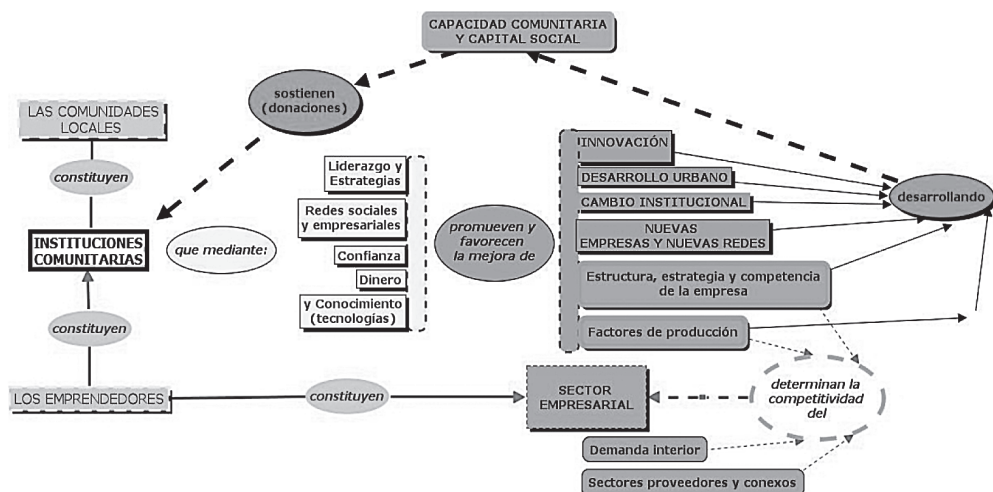 CAPACIDAD COMUNITARIA
Y CAPITAL SOCIAL
sostienen
(donaciones)
LAS COMUNIDADES
LOCALES
constituyen
INSTITUCIONES
COMUNITARIAS
que mediante:
Liderazgo y
Estrategias
Redes sociales
y empresariales
Confianza
Dinero
y Conocimiento
(tecnologías)
promueven y
favorecen
la mejora de
INNOVACIÓN
DESARROLLO URBANO
CAMBIO INSTITUCIONAL
NUEVAS
EMPRESAS Y NUEVAS REDES
Estructura, estrategia y competencia
de la empresa
Factores de producción
desarrollando
constituyen
LOS EMPRENDEDORES
constituyen
SECTOR
EMPRESARIAL
determinan la
competitividad
del
Demanda interior
Sectores proveedores y conexos